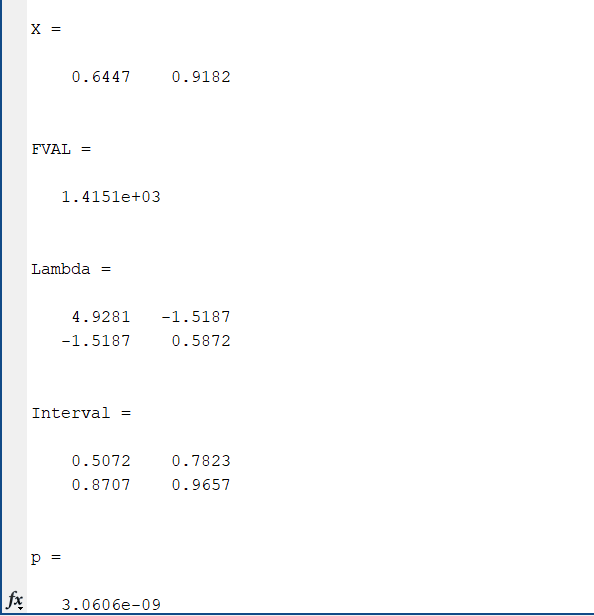 X =
0.6447 0.9182
FVAL =
1.4151e+03
Lambda =
4.9281 -1.5187
-1.5187 0.5872
Interval =
0.5072 0.7823
0.8707 0.9657
p =
fx 3.0606e-09